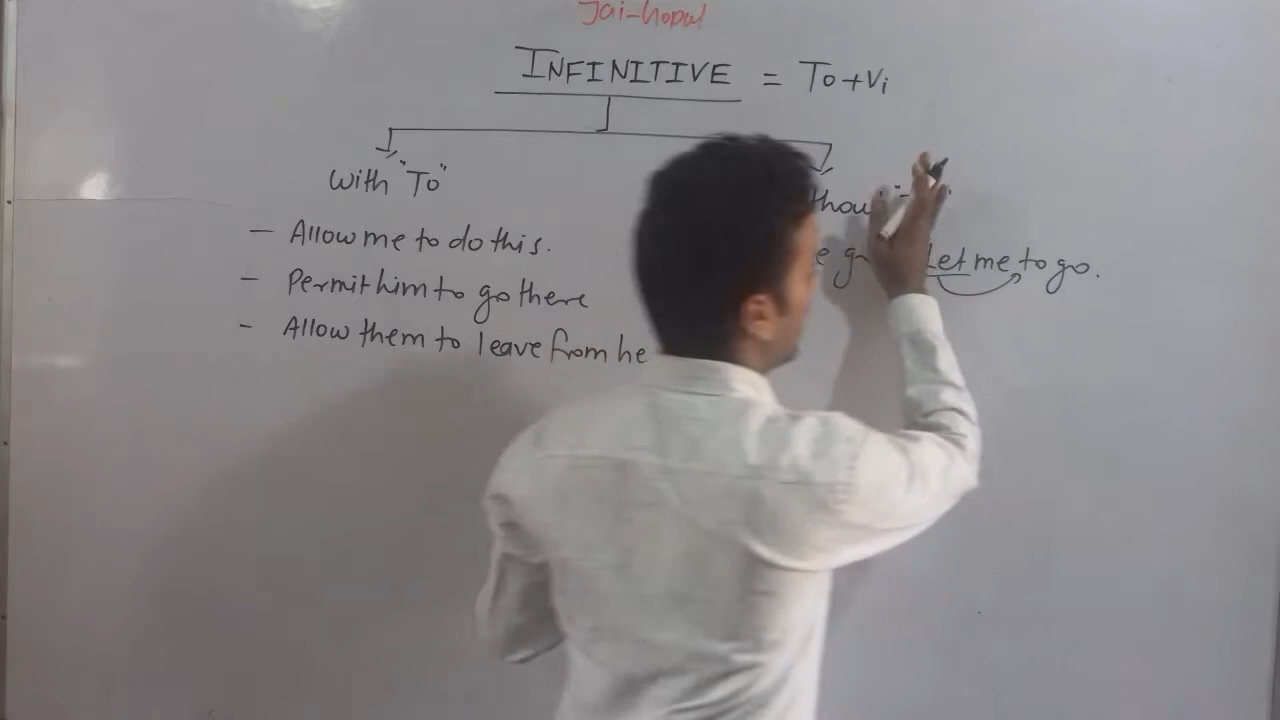 Jai-Gopal
INFINITIVE = To+V1
With "To"
- Allow me to do this.
- Permit him to go there
- Allow them to leave from he
Let me to go.